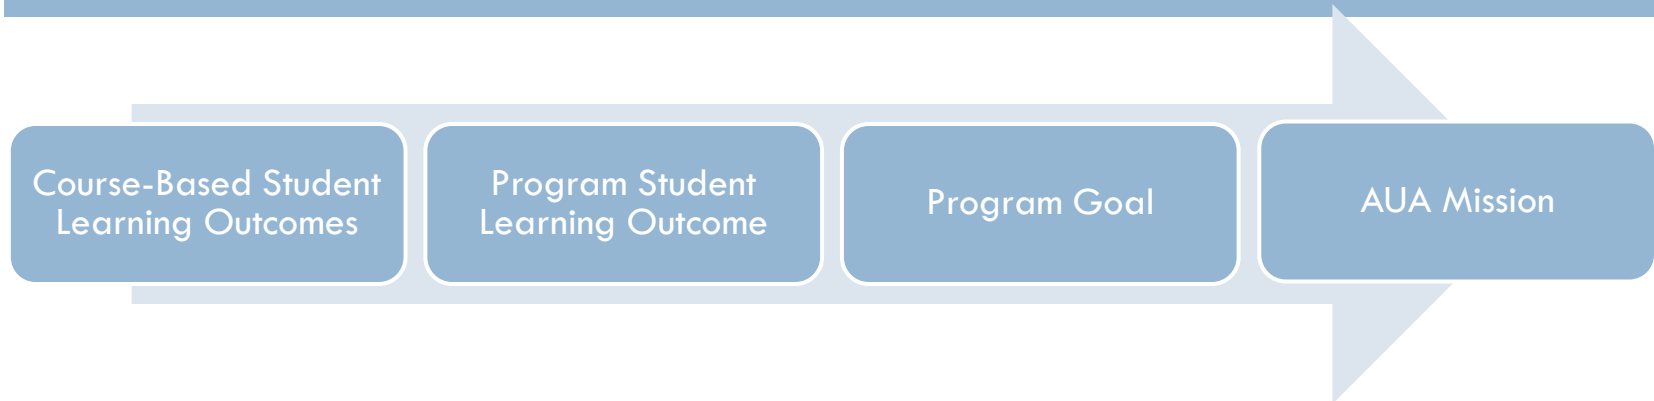 Course-Based Student
Learning Outcomes
Program Student
Learning Outcome
Program Goal
AUA Mission